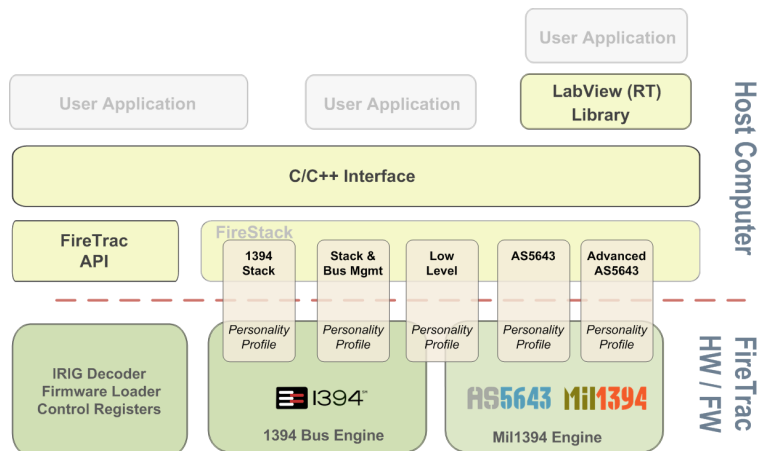 User Application
User Application
User Application
LabView (RT)
Library
C/C++ Interface
FireTrac
API
FireStack
1394
Stack
Stack &
Bus Mgmt
Low
Level
AS5643
Advanced
AS5643
Personality
Profile
Personality
Profile
Personality
Profile
Personality
Profile
Personality
Profile
IRIG Decoder
Firmware Loader
Control Registers
1394
1394 Bus Engine
AS5643
Mil1394
Mil1394 Engine
Host Computer
FireTrac
HW / FW